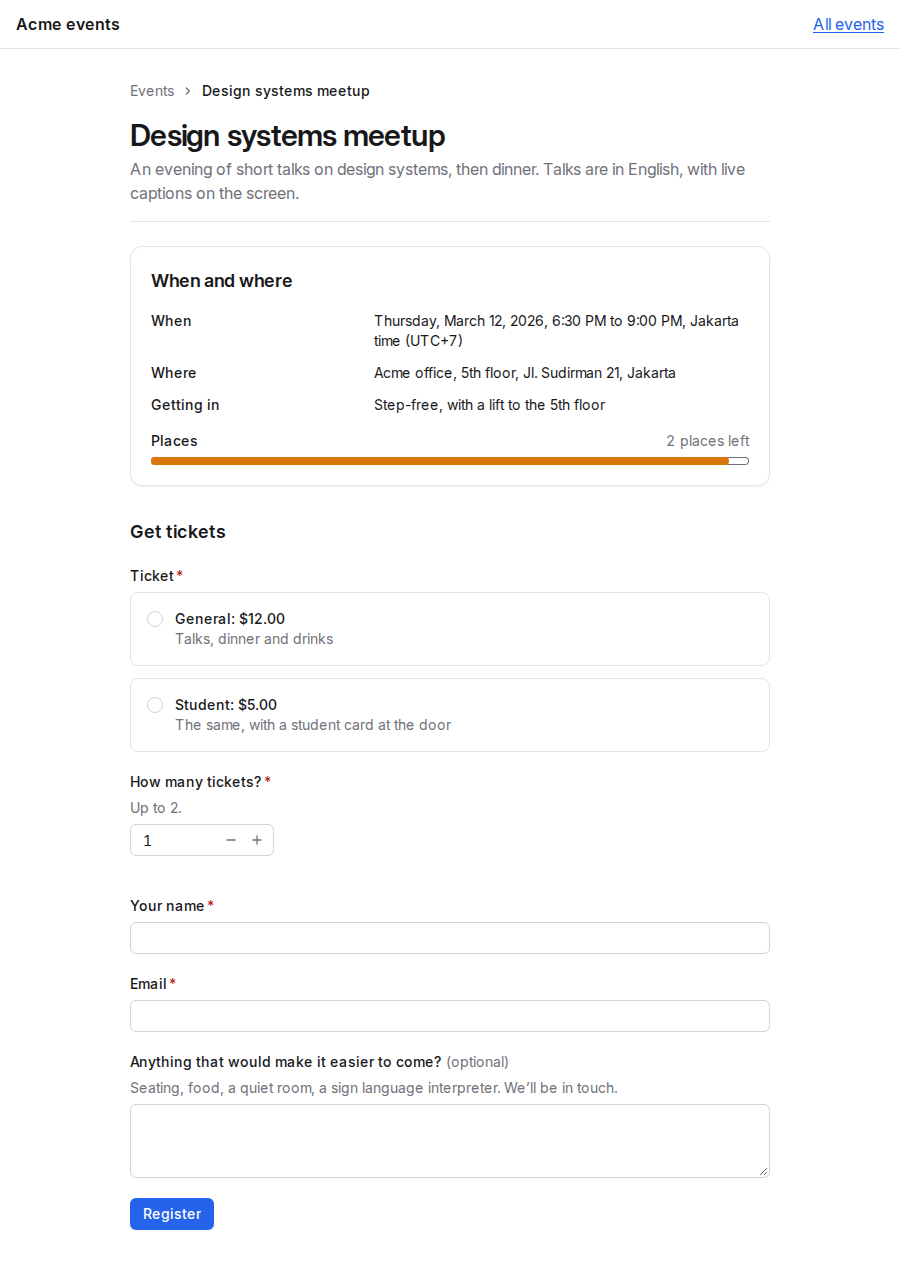 Acme events
All events
Events
Design systems meetup
Design systems meetup
An evening of short talks on design systems, then dinner. Talks are in English, with live
captions on the screen.
When and where
When
Thursday, March 12, 2026, 6:30 PM to 9:00 PM, Jakarta
time (UTC+7)
Where
Acme office, 5th floor, Jl. Sudirman 21, Jakarta
Getting in
Step-free, with a lift to the 5th floor
Places
2 places left
Get tickets
Ticket*
General: $12.00
Talks, dinner and drinks
Student: $5.00
The same, with a student card at the door
How many tickets?*
Up to 2.
1
Your name*
Email*
Anything that would make it easier to come? (optional)
Seating, food, a quiet room, a sign language interpreter. We’ll be in touch.
Register